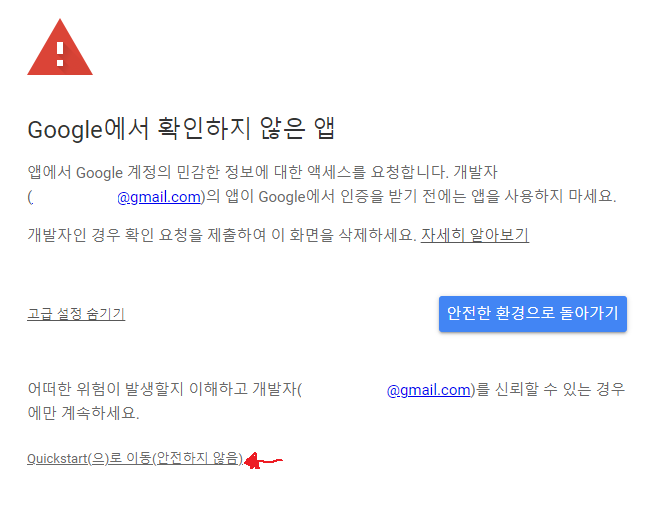 Google에서 확인하지 않은 앱
앱에서 Google 계정의 민감한 정보에 대한 액세스를 요청합니다. 개발자
( @gmail.com)의 앱이 Google에서 인증을 받기 전에는 앱을 사용하지 마세요.
개발자인 경우 확인 요청을 제출하여 이 화면을 삭제하세요. 자세히 알아보기
고급 설정 숨기기
안전한 환경으로 돌아가기
어떠한 위험이 발생할지 이해하고 개발자( @gmail.com)를 신뢰할 수 있는 경우
에만 계속하세요.
Quickstart(으)로 이동(안전하지 않음)